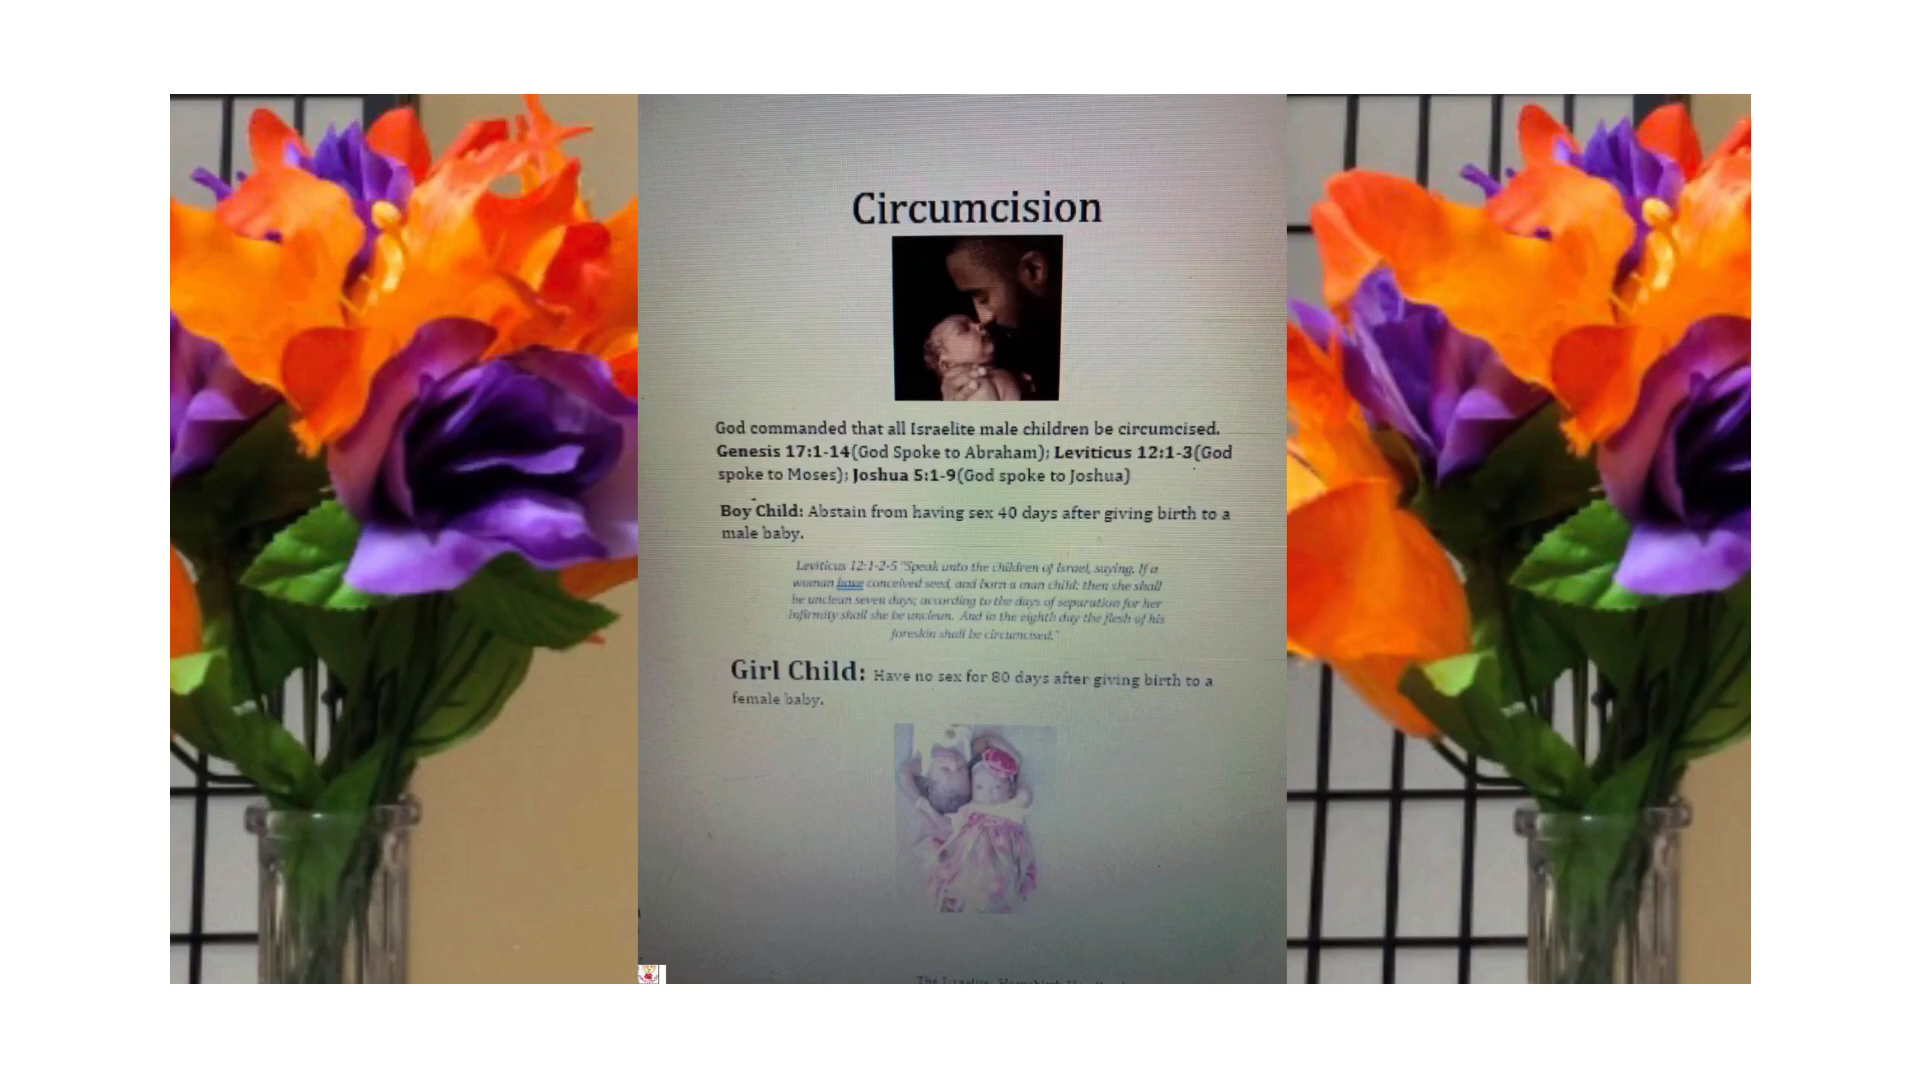 Circumcision
God commanded that all Israelite male children be circumcised.
Genesis 17:1-14(God Spoke to Abraham); Leviticus 12:1-3(God
spoke to Moses); Joshua 5:1-9(God spoke to Joshua)
Boy Child: Abstain from having sex 40 days after giving birth to a
male baby.
Leviticus 12:1-2-5 "Speak unto the children of Israel, saying. If a
woman have conceived seed, and born a man child: then she shall
be unclean seven days; according to the days of separation for her
infirmity shall she be unclean. And in the eighth day the flesh of his
foreskin shall be circumcised."
Girl Child: Have no sex for 80 days after giving birth to a
female baby.
The Israelite